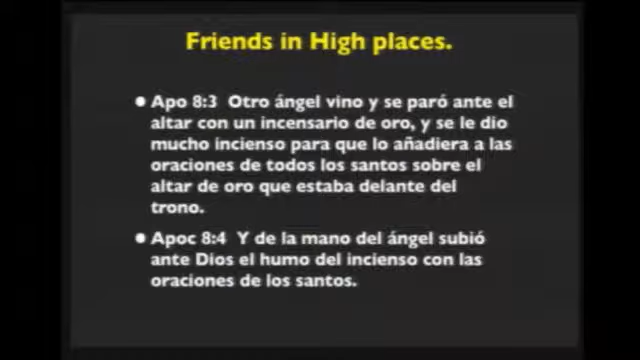 Friends in High places.
● Apo 8:3 Otro ángel vino y se paró ante el
altar con un incensario de oro, y se le dio
mucho incienso para que lo añadiera a las
oraciones de todos los santos sobre el
altar de oro que estaba delante del
trono.
● Apoc 8:4 Y de la mano del ángel subió
ante Dios el humo del incienso con las
oraciones de los santos.